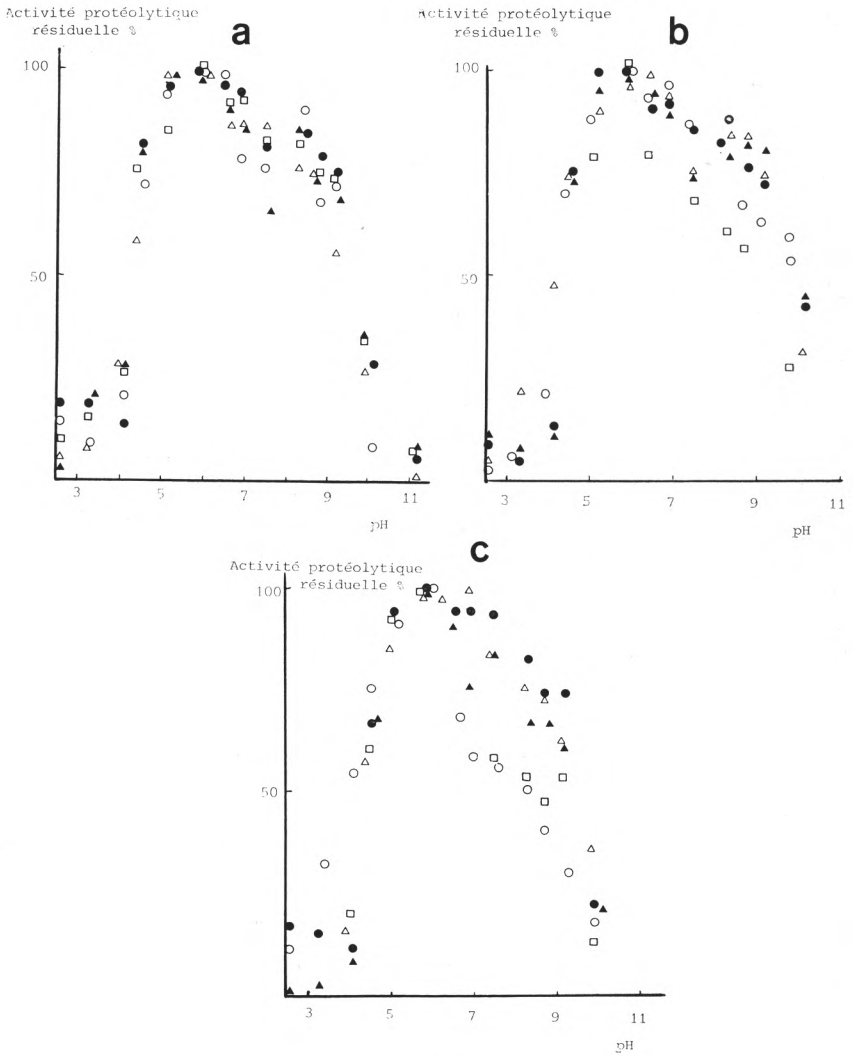 Activité protéolytique
résiduelle %
a
100
50
3
5
7
9
11
pH
Activité protéolytique
résiduelle %
b
100
50
3
5
7
9
11
pH
c
Activité protéolytique
résiduelle %
100
50
3
5
7
9
11
pH